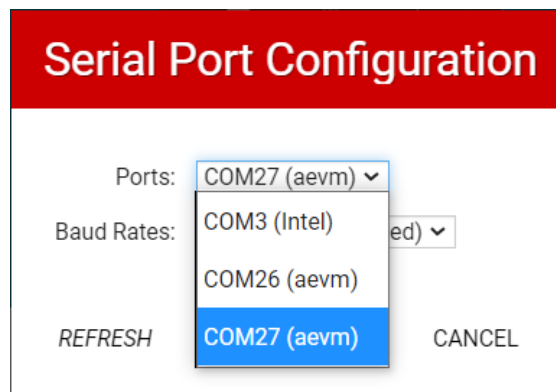 Serial Port Configuration
Ports: COM27 (aevm)
COM3 (Intel)
Baud Rates: ed)
COM26 (aevm)
COM27 (aevm)
REFRESH CANCEL